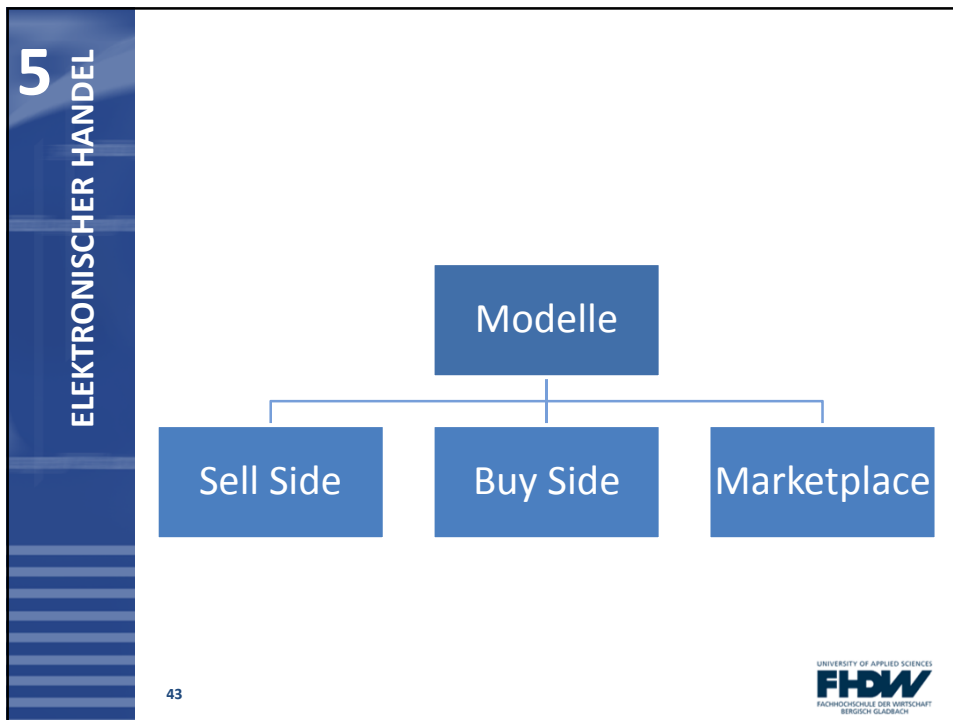 5
ELEKTRONISCHER HANDEL
Modelle
Sell Side
Buy Side
Marketplace
43
UNIVERSITY OF APPLIED SCIENCES
FHDW
FACHHOCHSCHULE DER WIRTSCHAFT
BERGISCH GLADBACH